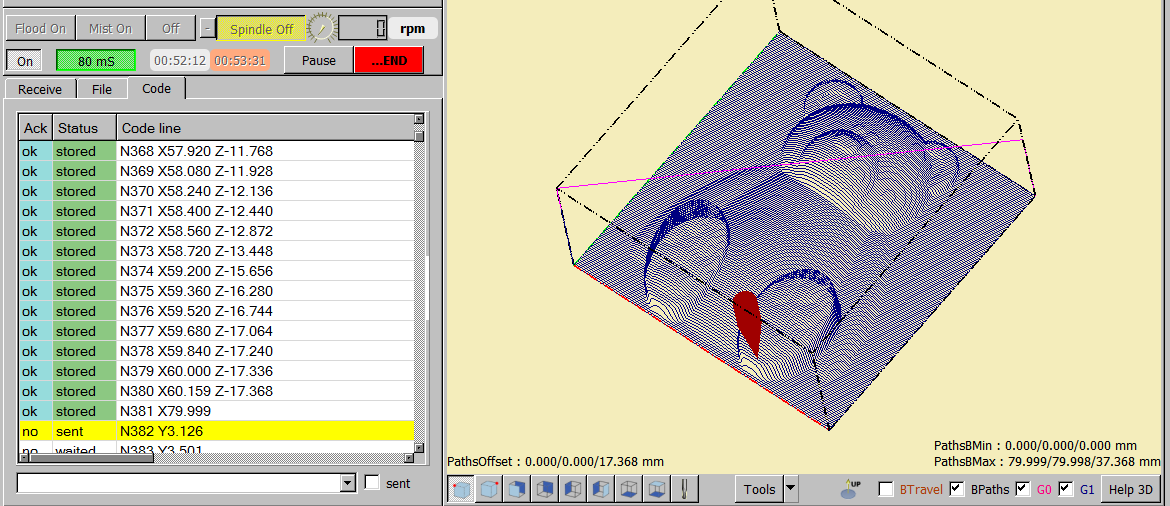 Flood On Mist On Off - Spindle Off 0 rpm
On 80 mS 00:52:12 00:53:31 Pause ...END
Receive File Code
Ack Status Code line
ok stored N368 X57.920 Z-11.768
ok stored N369 X58.080 Z-11.928
ok stored N370 X58.240 Z-12.136
ok stored N371 X58.400 Z-12.440
ok stored N372 X58.560 Z-12.872
ok stored N373 X58.720 Z-13.448
ok stored N374 X59.200 Z-15.656
ok stored N375 X59.360 Z-16.280
ok stored N376 X59.520 Z-16.744
ok stored N377 X59.680 Z-17.064
ok stored N378 X59.840 Z-17.240
ok stored N379 X60.000 Z-17.336
ok stored N380 X60.159 Z-17.368
ok stored N381 X79.999
no sent N382 Y3.126
no waited N383 Y3.501
sent
PathsOffset : 0.000/0.000/17.368 mm
PathsBMin : 0.000/0.000/0.000 mm
PathsBMax : 79.999/79.998/37.368 mm
Tools UP BTravel BPaths G0 G1 Help 3D